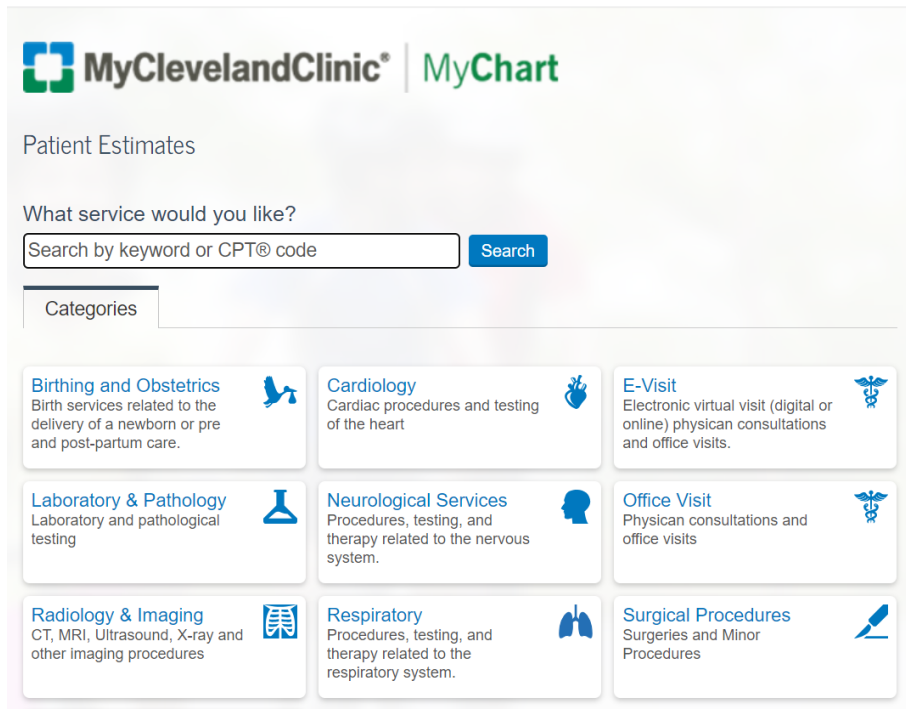 MyClevelandClinic® MyChart
Patient Estimates
What service would you like?
Search by keyword or CPT® code
Search
Categories
Birthing and Obstetrics
Birth services related to the
delivery of a newborn or pre
and post-partum care.
Cardiology
Cardiac procedures and testing
of the heart
E-Visit
Electronic virtual visit (digital or
online) physican consultations
and office visits.
Laboratory & Pathology
Laboratory and pathological
testing
Neurological Services
Procedures, testing, and
therapy related to the nervous
system.
Office Visit
Physican consultations and
office visits
Radiology & Imaging
CT, MRI, Ultrasound, X-ray and
other imaging procedures
Respiratory
Procedures, testing, and
therapy related to the
respiratory system.
Surgical Procedures
Surgeries and Minor
Procedures